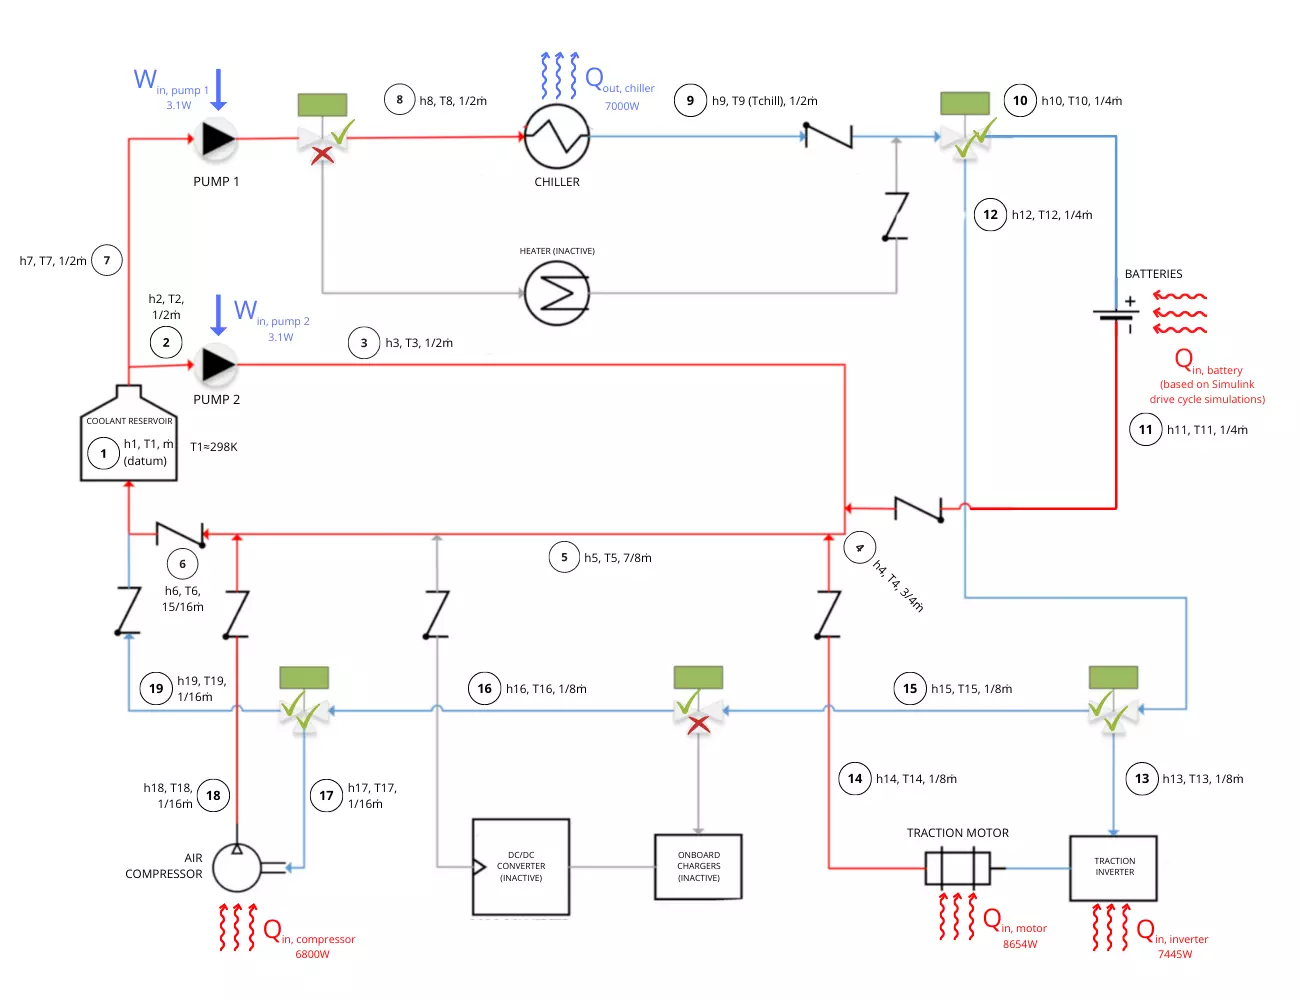 W in, pump 1
3.1W
PUMP 1
8 h8, T8, 1/2ṁ
Q out, chiller
7000W
CHILLER
9 h9, T9 (Tchill), 1/2ṁ
10 h10, T10, 1/4ṁ
12 h12, T12, 1/4ṁ
h7, T7, 1/2ṁ 7
HEATER (INACTIVE)
BATTERIES
+
-
Q in, battery
(based on Simulink
drive cycle simulations)
h2, T2,
1/2ṁ
2
W in, pump 2
3.1W
3 h3, T3, 1/2ṁ
PUMP 2
COOLANT RESERVOIR
1 h1, T1, ṁ
(datum)
T1≈298K
11 h11, T11, 1/4ṁ
4 h4, T4, 3/4ṁ
5 h5, T5, 7/8ṁ
6
h6, T6,
15/16ṁ
19 h19, T19,
1/16ṁ
16 h16, T16, 1/8ṁ
15 h15, T15, 1/8ṁ
h18, T18,
1/16ṁ
18
17 h17, T17,
1/16ṁ
14 h14, T14, 1/8ṁ
13 h13, T13, 1/8ṁ
AIR
COMPRESSOR
DC/DC
CONVERTER
(INACTIVE)
ONBOARD
CHARGERS
(INACTIVE)
TRACTION MOTOR
TRACTION
INVERTER
Q in, compressor
6800W
Q in, motor
8654W
Q in, inverter
7445W